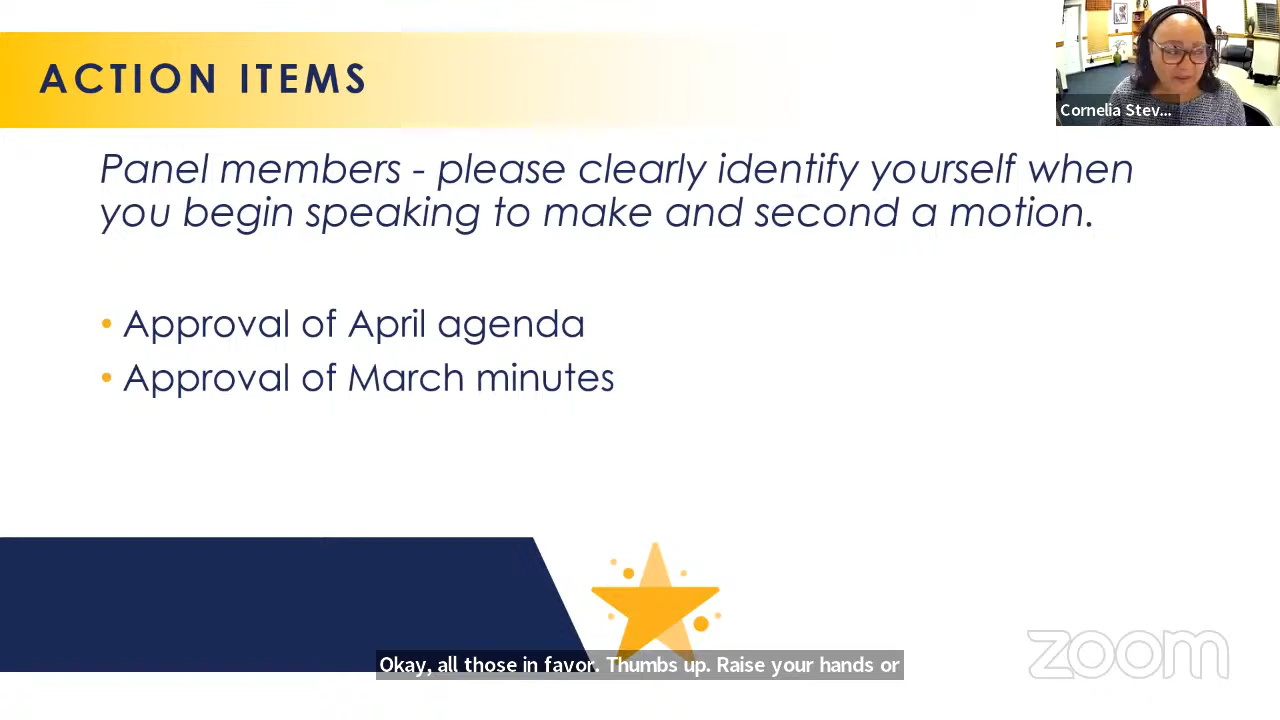 ACTION ITEMS
Cornelia Stev...
Panel members - please clearly identify yourself when
you begin speaking to make and second a motion.
• Approval of April agenda
• Approval of March minutes
Okay, all those in favor. Thumbs up. Raise your hands or
zoom